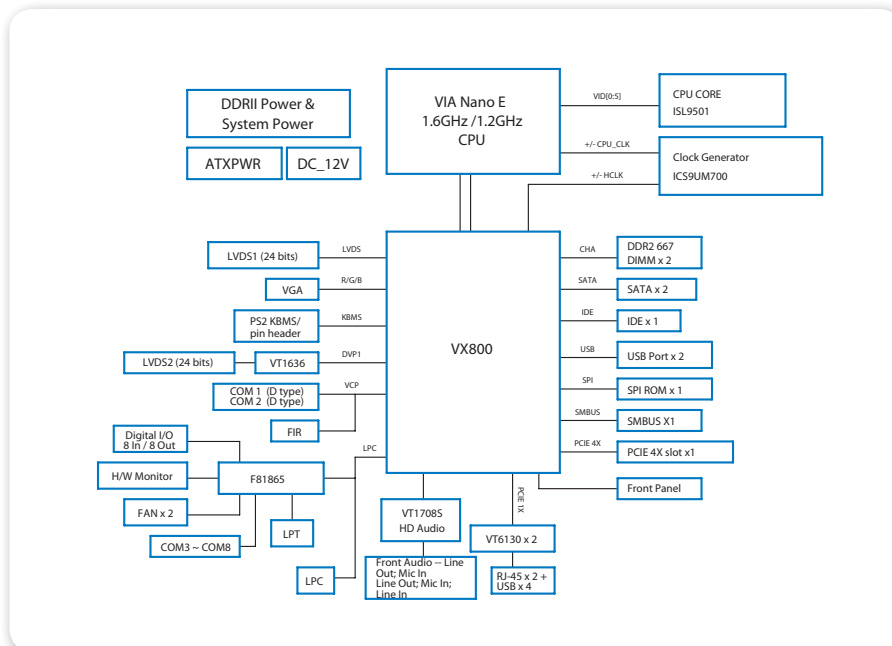 DDRII Power &
System Power
ATXPWR
DC_12V
VIA Nano E
1.6GHz /1.2GHz
CPU
VID[0:5]
CPU CORE
ISL9501
+/- CPU_CLK
Clock Generator
ICS9UM700
+/- HCLK
LVDS1 (24 bits)
LVDS
VGA
R/G/B
PS2 KBMS/
pin header
KBMS
LVDS2 (24 bits)
VT1636
DVP1
COM 1 (D type)
COM 2 (D type)
VCP
FIR
Digital I/O
8 In / 8 Out
H/W Monitor
F81865
LPC
FAN x 2
LPT
COM3 ~ COM8
LPC
VX800
CHA
DDR2 667
DIMM x 2
SATA
SATA x 2
IDE
IDE x 1
USB
USB Port x 2
SPI
SPI ROM x 1
SMBUS
SMBUS X1
PCIE 4X
PCIE 4X slot x1
Front Panel
VT1708S
HD Audio
PCIE 1X
VT6130 x 2
Front Audio -- Line
Out; Mic In
Line Out; Mic In;
Line In
RJ-45 x 2 +
USB x 4